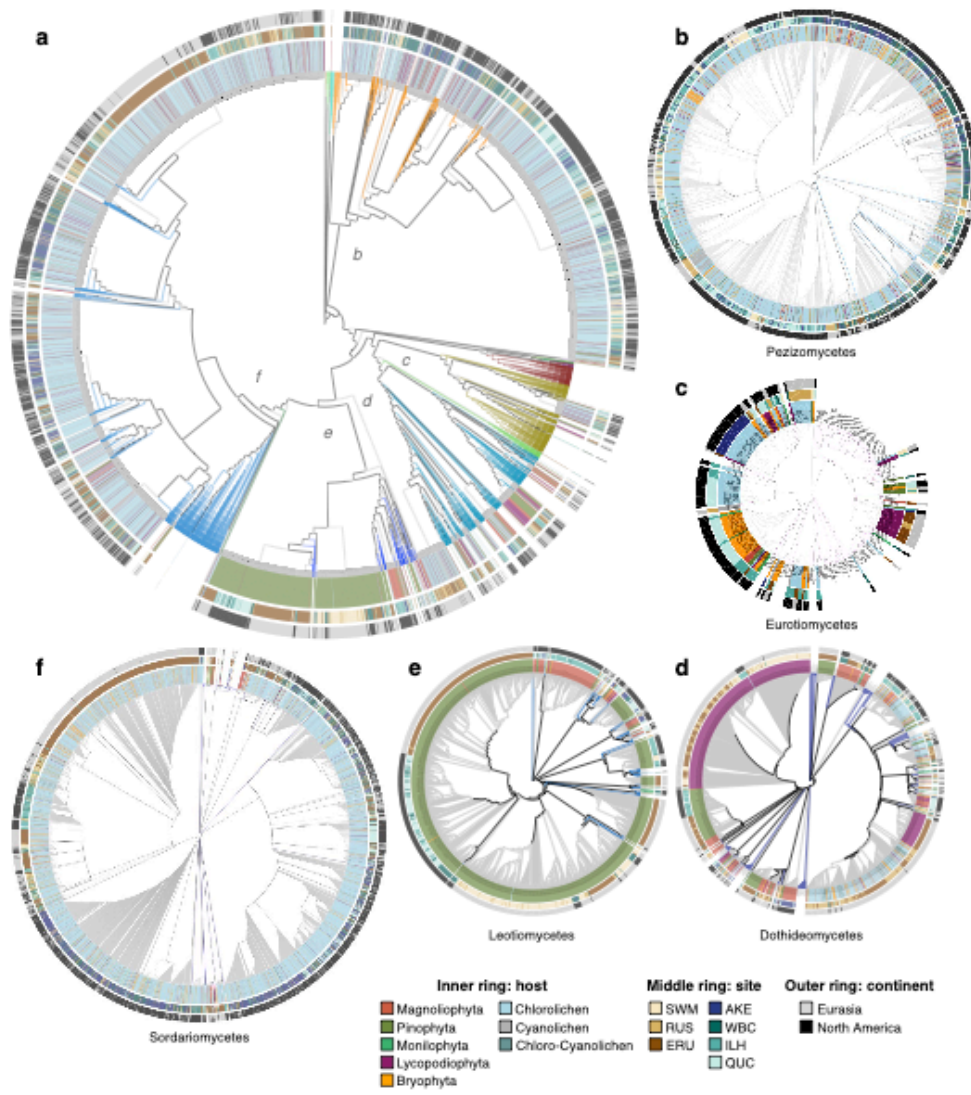 a
b
c
d
e
f
b
Pezizomycetes
c
Eurotiomycetes
f
Sordariomycetes
e
Leotiomycetes
d
Dothideomycetes
Inner ring: host
Magnoliophyta
Pinophyta
Monilophyta
Lycopodiophyta
Bryophyta
Chlorolichen
Cyanolichen
Chloro-Cyanolichen
Middle ring: site
SWM
RUS
ERU
AKE
WBC
ILH
QUC
Outer ring: continent
Eurasia
North America